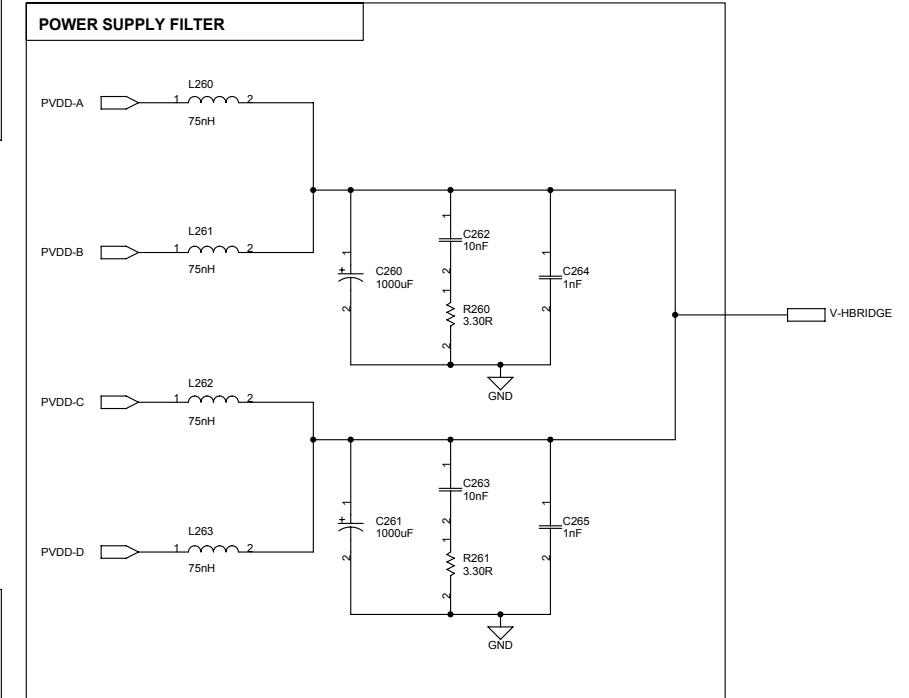 POWER SUPPLY FILTER
L260
PVDD-A
1
2
75nH
L261
PVDD-B
1
2
75nH
1
C260
1000uF
2
1
C262
10nF
2
1
R260
3.30R
2
1
C264
1nF
2
GND
V-HBRIDGE
L262
PVDD-C
1
2
75nH
L263
PVDD-D
1
2
75nH
1
C261
1000uF
2
1
C263
10nF
2
1
R261
3.30R
2
1
C265
1nF
2
GND